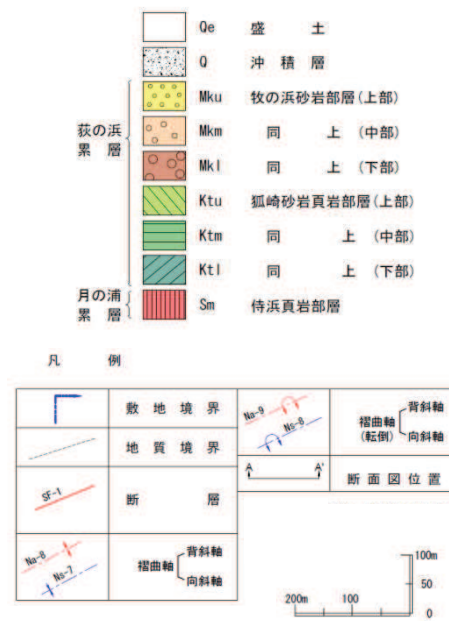 Qe 盛土
Q 沖積層
荻の浜累層
Mku 牧の浜砂岩部層(上部)
Mkm 同上(中部)
Mkl 同上(下部)
Ktu 狐崎砂岩頁岩部層(上部)
Ktm 同上(中部)
Ktl 同上(下部)
月の浦累層
Sm 侍浜頁岩部層
凡例
敷地境界
地質境界
SF-1 断層
Na-8
Ns-7
褶曲軸 背斜軸 向斜軸
Na-9
Ns-8
褶曲軸(転倒) 背斜軸 向斜軸
A A' 断面図位置
100m
50
0
200m 100